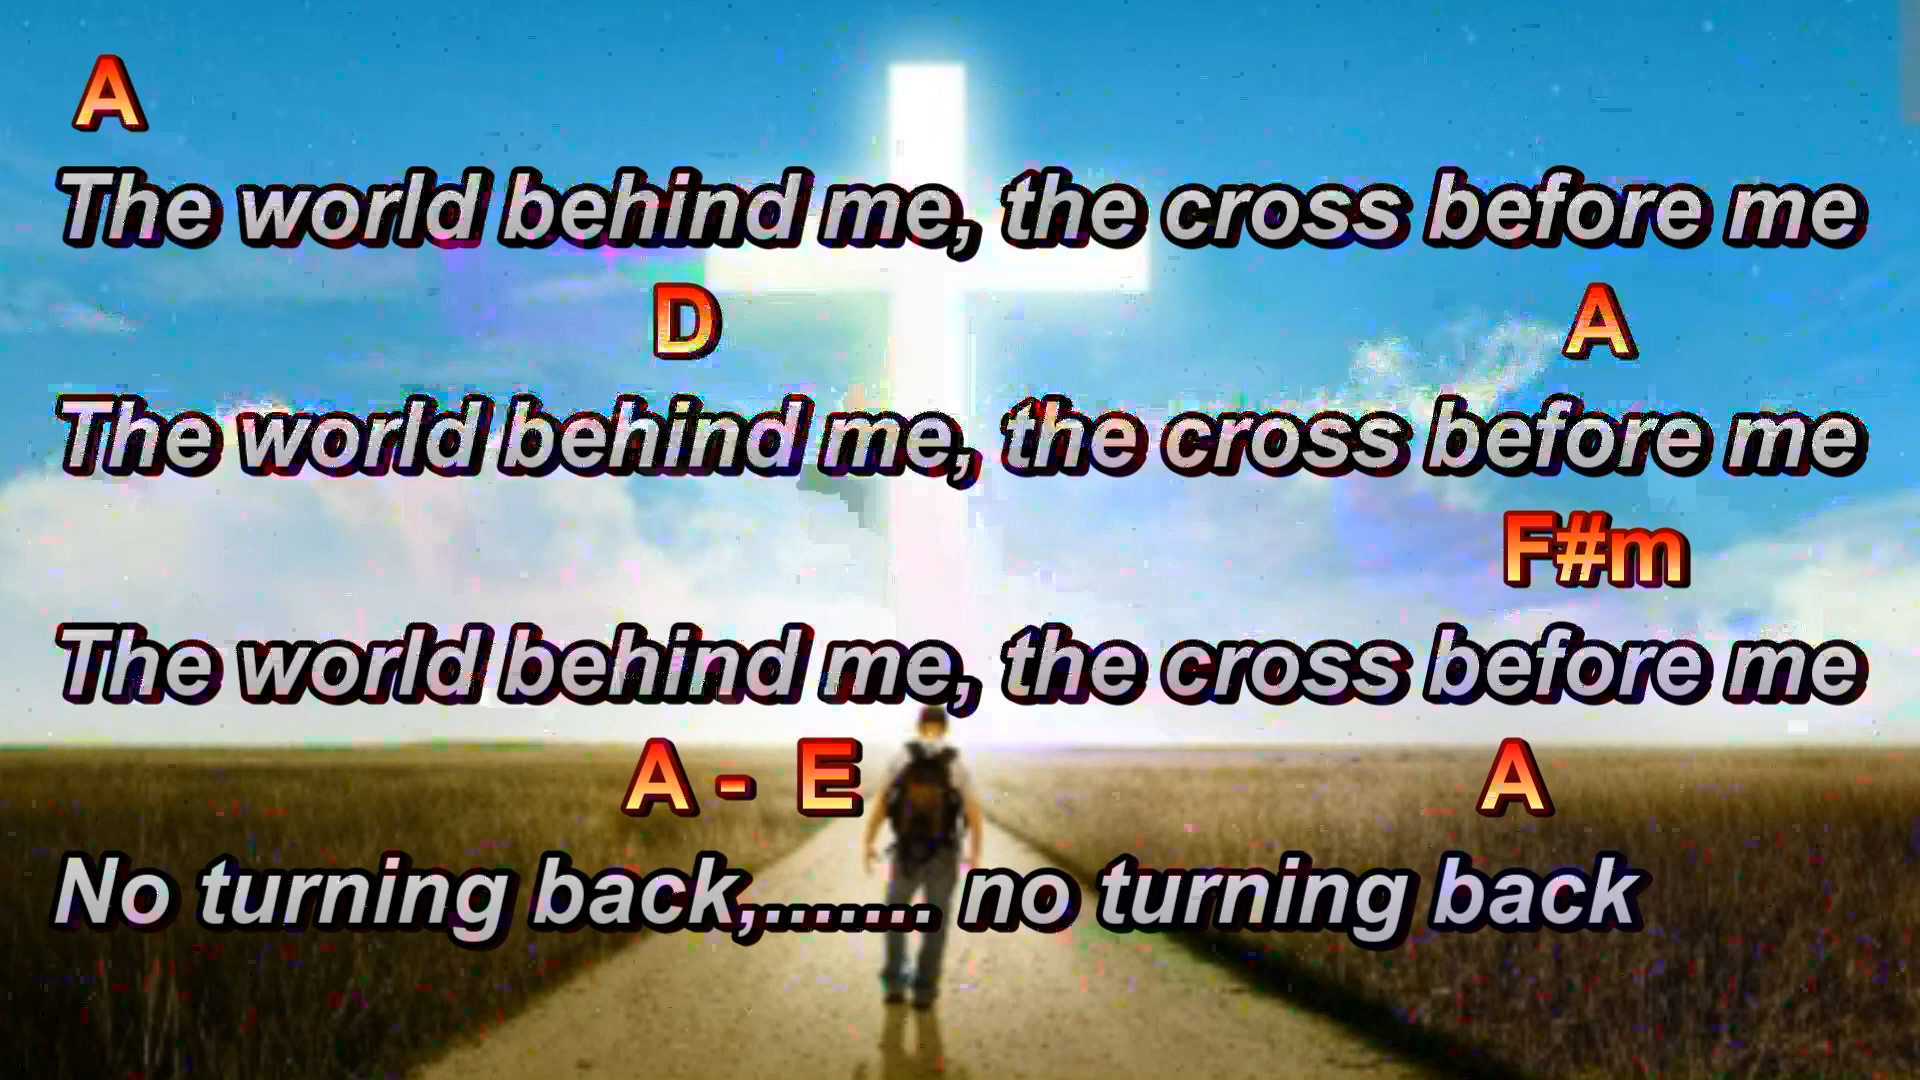 A
The world behind me, the cross before me
D A
The world behind me, the cross before me
F#m
The world behind me, the cross before me
A - E A
No turning back,....... no turning back